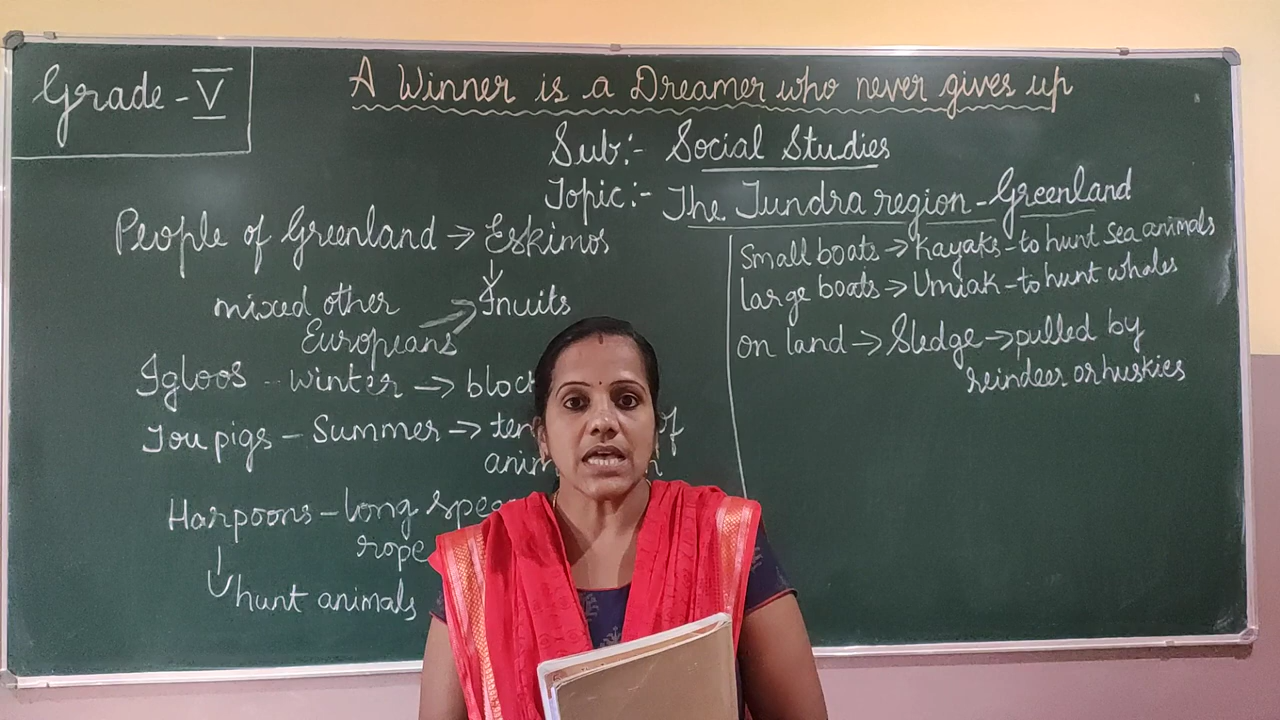 Grade - V
A Winner is a Dreamer who never gives up
Sub:- Social Studies
Topic:- The Tundra region - Greenland
People of Greenland → Eskimos
↓
mixed other → Inuits
Europeans
Igloos - winter → bloc
Tou pigs - Summer → ten of
anim
Harpoons - long spea
rope
↓
hunt animals
Small boats → Kayaks - to hunt sea animals
large boats → Umiak - to hunt whales
on land → Sledge → pulled by
reindeer or huskies